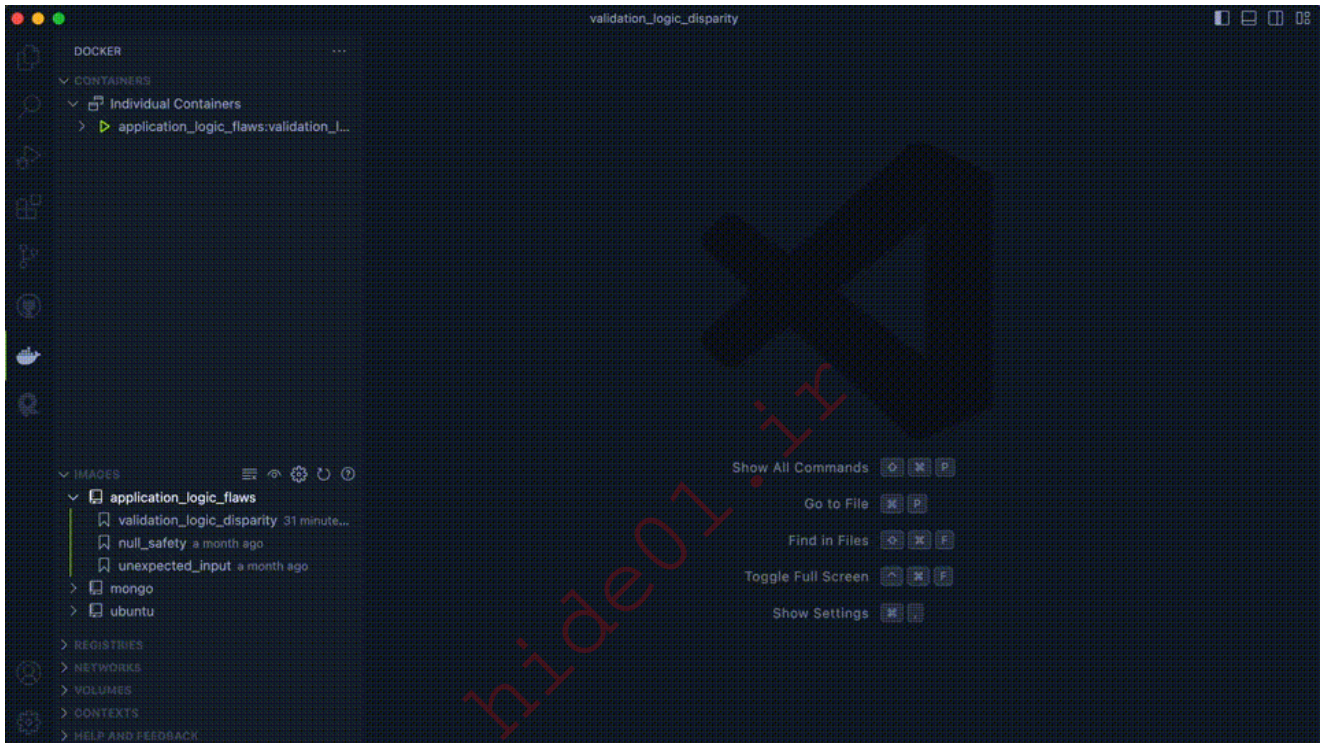 validation_logic_disparity
DOCKER
CONTAINERS
Individual Containers
application_logic_flaws:validation_l...
IMAGES
application_logic_flaws
validation_logic_disparity 31 minute...
null_safety a month ago
unexpected_input a month ago
mongo
ubuntu
REGISTRIES
NETWORKS
VOLUMES
CONTEXTS
HELP AND FEEDBACK
Show All Commands ⇧ ⌘ P
Go to File ⌘ P
Find in Files ⇧ ⌘ F
Toggle Full Screen ^ ⌘ F
Show Settings ⌘ ,
hide01.ir